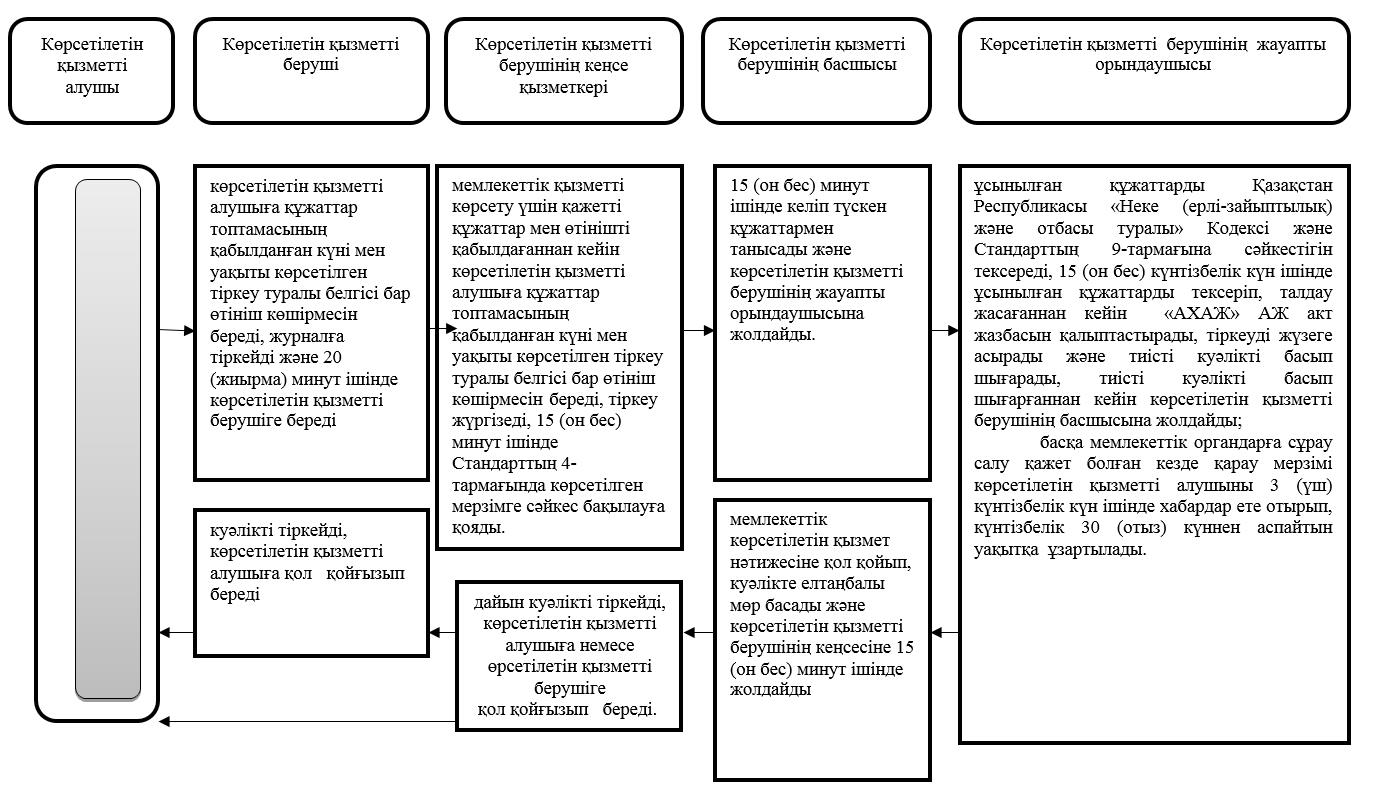 Көрсетілетін
қызметті
алушы
Көрсетілетін қызметті
беруші
Көрсетілетін қызметті
берушінің кеңсе
қызметкері
Көрсетілетін қызметті
берушінің басшысы
Көрсетілетін қызметті берушінің жауапты
орындаушысы
көрсетілетін қызметті
алушыға құжаттар
топтамасының
қабылданған күні мен
уақыты көрсетілген
тіркеу туралы белгісі бар
өтініш көшірмесін
береді, журналға
тіркейді және 20
(жиырма) минут ішінде
көрсетілетін қызметті
берушіге береді
мемлекеттік қызметті
көрсету үшін қажетті
құжаттар мен өтінішті
қабылдағаннан кейін
көрсетілетін қызметті
алушыға құжаттар
топтамасының
қабылданған күні мен
уақыты көрсетілген тіркеу
туралы белгісі бар өтініш
көшірмесін береді, тіркеу
жүргізеді, 15 (он бес)
минут ішінде
Стандарттың 4-
тармағында көрсетілген
мерзімге сәйкес бақылауға
қояды.
15 (он бес) минут
ішінде келіп түскен
құжаттармен
танысады және
көрсетілетін қызметті
берушінің жауапты
орындаушысына
жолдайды.
ұсынылған құжаттарды Қазақстан
Республикасы «Неке (ерлі-зайыптылық)
және отбасы туралы» Кодексі және
Стандарттың 9-тармағына сәйкестігін
тексереді, 15 (он бес) күнтізбелік күн ішінде
ұсынылған құжаттарды тексеріп, талдау
жасағаннан кейін «АХАЖ» АЖ акт
жазбасын қалыптастырады, тіркеуді жүзеге
асырады және тиісті куәлікті басып
шығарады, тиісті куәлікті басып
шығарғаннан кейін көрсетілетін қызметті
берушінің басшысына жолдайды;
басқа мемлекеттік органдарға сұрау
салу қажет болған кезде қарау мерзімі
көрсетілетін қызметті алушыны 3 (үш)
күнтізбелік күн ішінде хабардар ете отырып,
күнтізбелік 30 (отыз) күннен аспайтын
уақытқа ұзартылады.
куәлікті тіркейді,
көрсетілетін қызметті
алушыға қол қойғызып
береді
дайын куәлікті тіркейді,
көрсетілетін қызметті
алушыға немесе
өрсетілетін қызметті
берушіге
қол қойғызып береді.
мемлекеттік
көрсетілетін қызмет
нәтижесіне қол қойып,
куәлікте елтаңбалы
мөр басады және
көрсетілетін қызметті
берушінің кеңсесіне 15
(он бес) минут ішінде
жолдайды